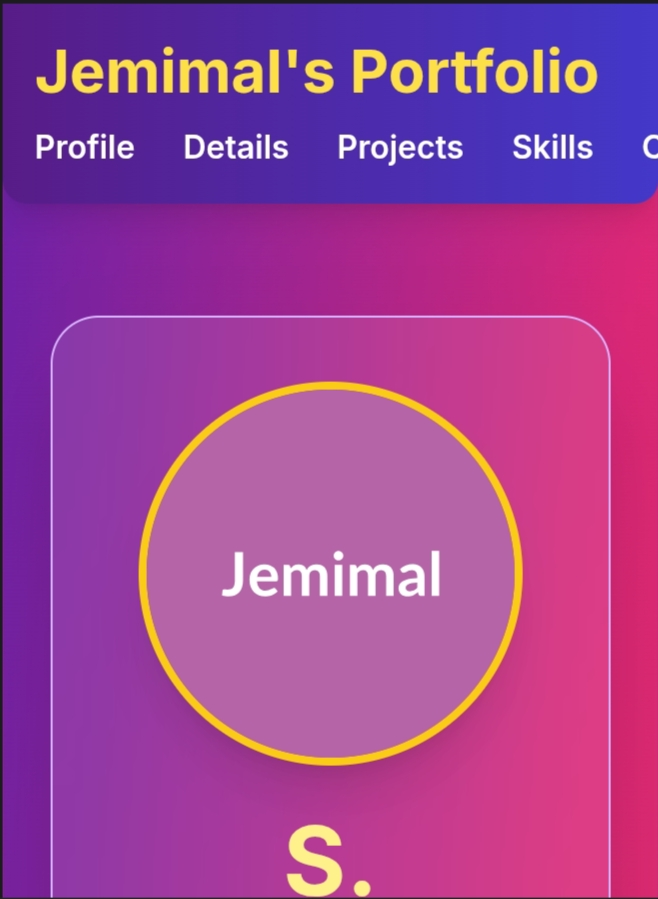 Jemimal's Portfolio
Profile Details Projects Skills
Jemimal
S.